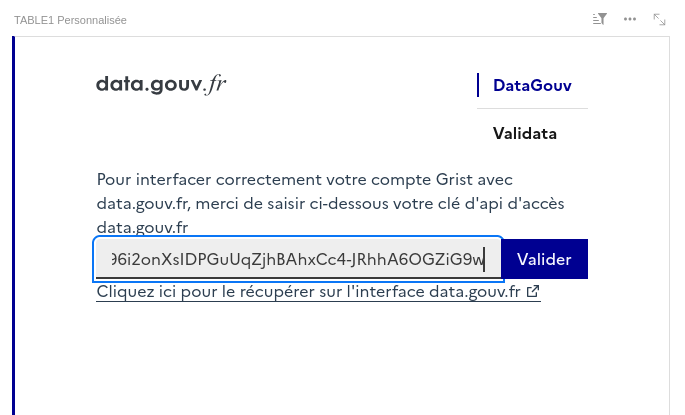 TABLE1 Personnalisée
data.gouv.fr
DataGouv
Validata
Pour interfacer correctement votre compte Grist avec
data.gouv.fr, merci de saisir ci-dessous votre clé d'api d'accès
data.gouv.fr
96i2onXsIDPGuUqZjhBAhxCc4-JRhhA6OGZiG9w
Valider
Cliquez ici pour le récupérer sur l'interface data.gouv.fr